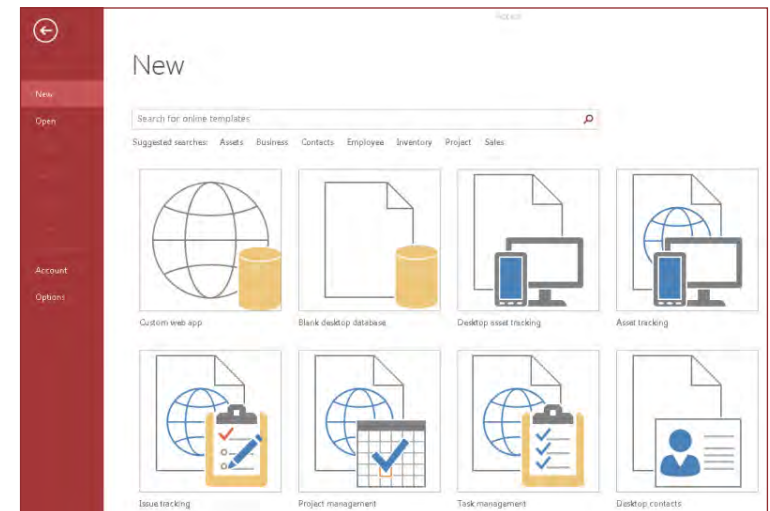 New
New
Open
Search for online templates
Suggested searches: Assets Business Contacts Employee Inventory Project Sales
Account
Options
Custom web app
Blank desktop database
Desktop asset tracking
Asset tracking
Issue tracking
Project management
Task management
Desktop contacts